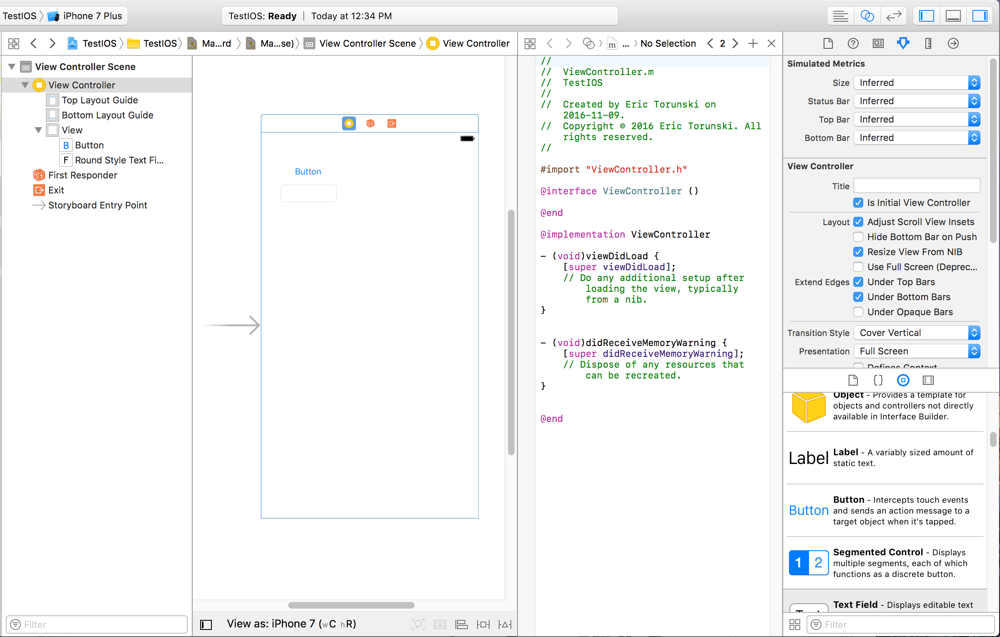 TestIOS iPhone 7 Plus
TestIOS: Ready Today at 12:34 PM
TestIOS TestIOS Ma...rd Ma...se) View Controller Scene View Controller
m ... No Selection 2
View Controller Scene
View Controller
Top Layout Guide
Bottom Layout Guide
View
B Button
F Round Style Text Fi...
1 First Responder
Exit
Storyboard Entry Point
Filter
1
Button
View as: iPhone 7 (wC hR)
//
// ViewController.m
// TestIOS
//
// Created by Eric Torunski on
2016-11-09.
// Copyright © 2016 Eric Torunski. All
rights reserved.
//
#import "ViewController.h"
@interface ViewController ()
@end
@implementation ViewController
- (void)viewDidLoad {
[super viewDidLoad];
// Do any additional setup after
loading the view, typically
from a nib.
}
- (void)didReceiveMemoryWarning {
[super didReceiveMemoryWarning];
// Dispose of any resources that
can be recreated.
}
@end
Simulated Metrics
Size Inferred
Status Bar Inferred
Top Bar Inferred
Bottom Bar Inferred
View Controller
Title
Is Initial View Controller
Layout Adjust Scroll View Insets
Hide Bottom Bar on Push
Resize View From NIB
Use Full Screen (Deprec...
Extend Edges Under Top Bars
Under Bottom Bars
Under Opaque Bars
Transition Style Cover Vertical
Presentation Full Screen
Defines Context
{}
Object - Provides a template for
objects and controllers not directly
available in Interface Builder.
Label Label - A variably sized amount of
static text.
Button Button - Intercepts touch events
and sends an action message to a
target object when it's tapped.
1 2 Segmented Control - Displays
multiple segments, each of which
functions as a discrete button.
Text Field - Displays editable text
Filter